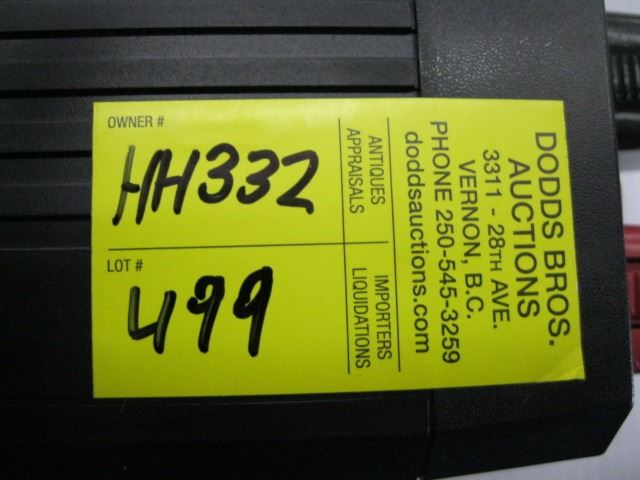 DODDS BROS.
AUCTIONS
3311 - 28TH AVE.
VERNON, B.C.
PHONE 250-545-3259
doddsauctions.com
ANTIQUES
APPRAISALS
IMPORTERS
LIQUIDATIONS
OWNER #
HH332
LOT #
499